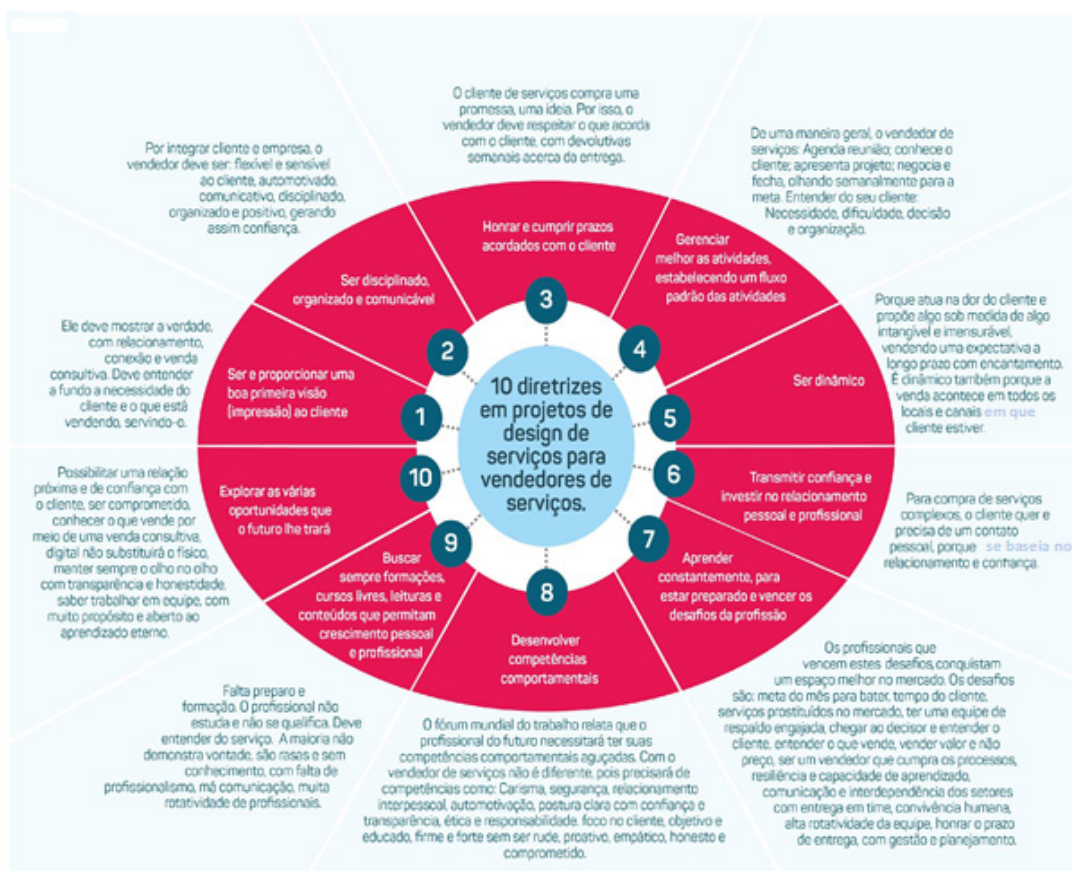 10 diretrizes
em projetos de
design de
serviços para
vendedores de
serviços.
1
Ser e proporcionar uma
boa primeira visão
(impressão) ao cliente
Ele deve mostrar a verdade,
com relacionamento,
conexão e venda
consultiva. Deve entender
a fundo a necessidade do
cliente e o que está
vendendo, servindo-o.
2
Ser disciplinado,
organizado e comunicável
Por integrar cliente e empresa, o
vendedor deve ser: flexível e sensível
ao cliente, automotivado,
comunicativo, disciplinado,
organizado e positivo, gerando
assim confiança.
3
Honrar e cumprir prazos
acordados com o cliente
O cliente de serviços compra uma
promessa, uma ideia. Por isso, o
vendedor deve respeitar o que acorda
com o cliente, com devolutivas
semanais acerca da entrega.
4
Gerenciar
melhor as atividades,
estabelecendo um fluxo
padrão das atividades
De uma maneira geral, o vendedor de
serviços: Agenda reunião; conhece o
cliente; apresenta projeto; negocia e
fecha, olhando semanalmente para a
meta. Entender do seu cliente:
Necessidade, dificuldade, decisão
e organização.
5
Ser dinâmico
Porque atua na dor do cliente e
propõe algo sob medida de algo
intangível e imensurável,
vendendo uma expectativa a
longo prazo com encantamento.
É dinâmico também porque a
venda acontece em todos os
locais e canais em que
cliente estiver.
6
Transmitir confiança e
investir no relacionamento
pessoal e profissional
Para compra de serviços
complexos, o cliente quer e
precisa de um contato
pessoal, porque se baseia no
relacionamento e confiança.
7
Aprender
constantemente, para
estar preparado e vencer os
desafios da profissão
Os profissionais que
vencem estes desafios, conquistam
um espaço melhor no mercado. Os desafios
são: meta do mês para bater, tempo do cliente,
serviços prostituídos no mercado, ter uma equipe de
respaldo engajada, chegar ao decisor e entender o
cliente, entender o que vende, vender valor e não
preço, ser um vendedor que cumpra os processos,
resiliência e capacidade de aprendizado,
comunicação e interdependência dos setores
com entrega em time, convivência humana,
alta rotatividade da equipe, honrar o prazo
de entrega, com gestão e planejamento.
8
Desenvolver
competências
comportamentais
O fórum mundial do trabalho relata que o
profissional do futuro necessitará ter suas
competências comportamentais aguçadas. Com o
vendedor de serviços não é diferente, pois precisará de
competências como: Carisma, segurança, relacionamento
interpessoal, automotivação, postura clara com confiança e
transparência, ética e responsabilidade. foco no cliente, objetivo e
educado, firme e forte sem ser rude, proativo, empático, honesto e
comprometido.
9
Buscar
sempre formações,
cursos livres, leituras e
conteúdos que permitam
crescimento pessoal
e profissional
Falta preparo e
formação. O profissional não
estuda e não se qualifica. Deve
entender do serviço. A maioria não
demonstra vontade, são rasas e sem
conhecimento, com falta de
profissionalismo, má comunicação, muita
rotatividade de profissionais.
10
Explorar as várias
oportunidades que
o futuro lhe trará
Possibilitar uma relação
próxima e de confiança com
o cliente, ser comprometido,
conhecer o que vende por
meio de uma venda consultiva,
digital não substituirá o físico,
manter sempre o olho no olho
com transparência e honestidade,
saber trabalhar em equipe, com
muito propósito e aberto ao
aprendizado eterno.